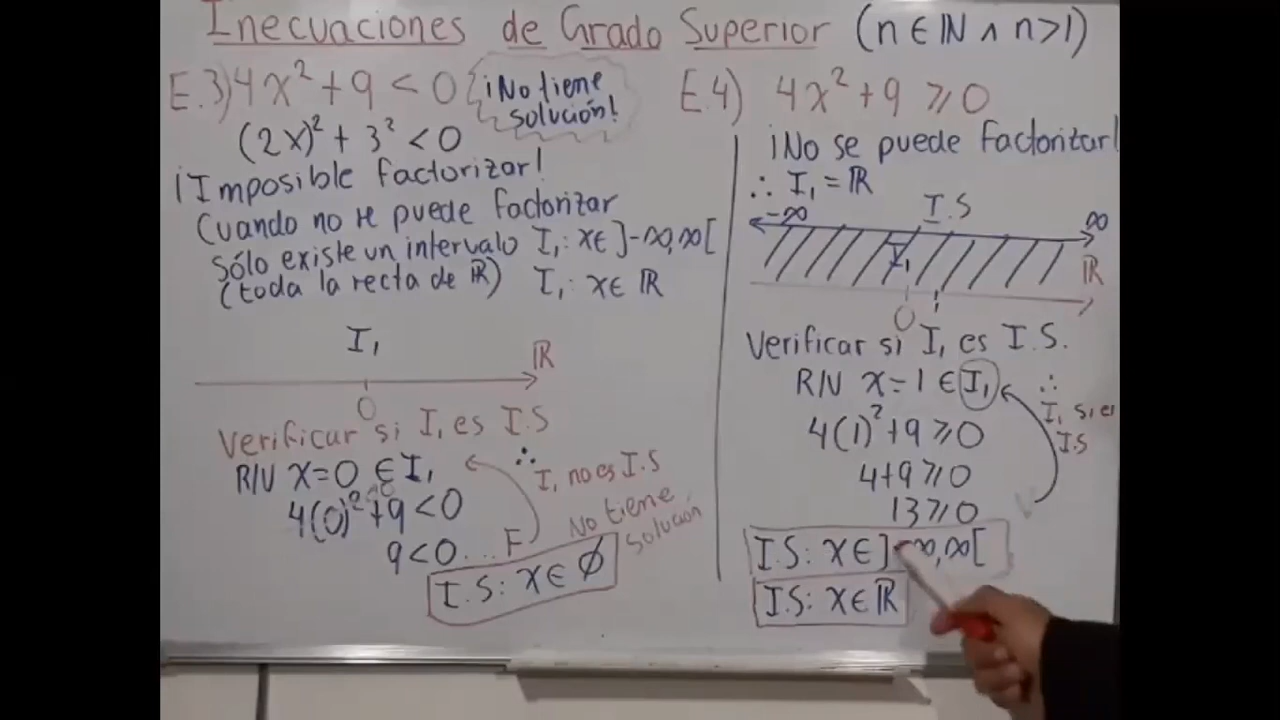 Inecuaciones de Grado Superior (n ∈ ℕ ∧ n>1)
E.3) 4x² + 9 < 0
¡No tiene
solución!
(2x)² + 3² < 0
¡Imposible factorizar!
Cuando no se puede factorizar
sólo existe un intervalo I₁: x ∈ ]-∞,∞[
(toda la recta de ℝ) I₁: x ∈ ℝ
I₁
ℝ
0
Verificar si I₁ es I.S
R/V x=0 ∈ I₁
4(0)² + 9 < 0
9 < 0 ... F
∴
I₁ no es I.S
No tiene
solución
I.S: x ∈ ∅
E.4) 4x² + 9 ⩾ 0
¡No se puede factorizar!
∴ I₁ = ℝ
I.S
-∞ ∞
I₁
ℝ
0 1
Verificar si I₁ es I.S.
R/V x = 1 ∈ I₁
4(1)² + 9 ⩾ 0
4+9 ⩾ 0
13 ⩾ 0
∴
I₁ si es
I.S
I.S: x ∈ ]-∞,∞[
I.S: x ∈ ℝ